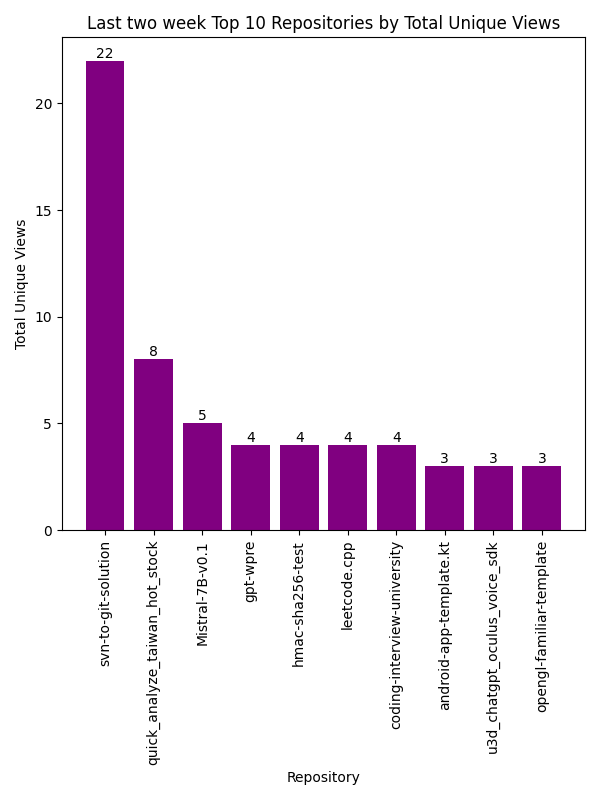 Last two week Top 10 Repositories by Total Unique Views
Total Unique Views
20
15
10
5
0
22
8
5
4
4
4
4
3
3
3
svn-to-git-solution
quick_analyze_taiwan_hot_stock
Mistral-7B-v0.1
gpt-wpre
hmac-sha256-test
leetcode.cpp
coding-interview-university
android-app-template.kt
u3d_chatgpt_oculus_voice_sdk
opengl-familiar-template
Repository